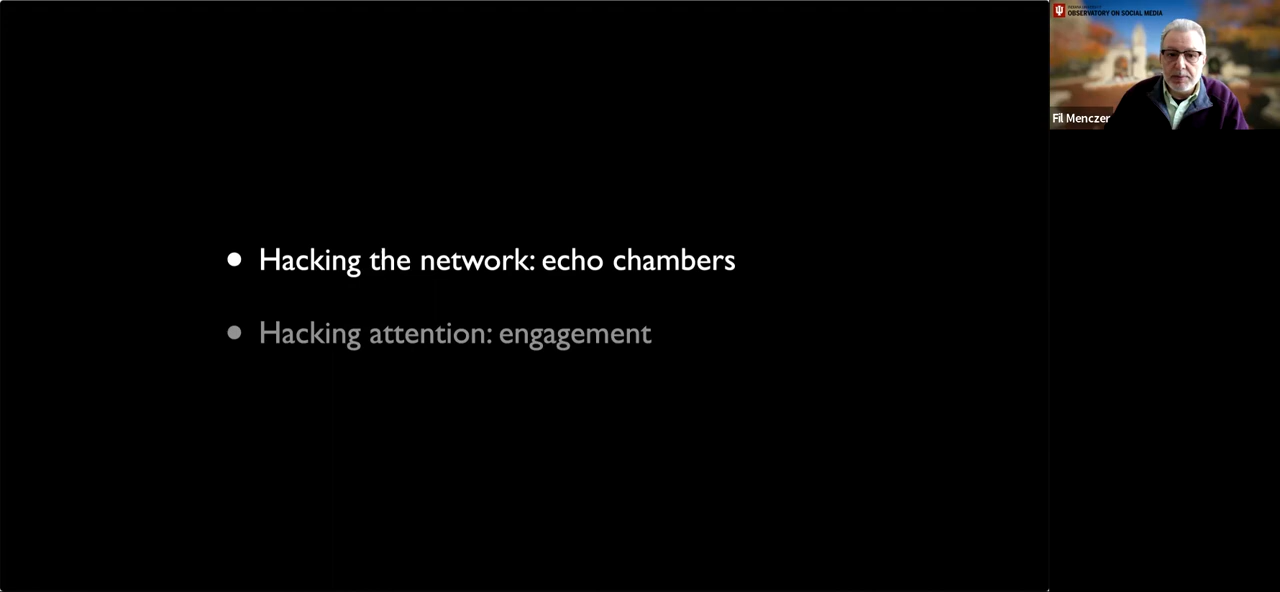 Hacking the network: echo chambers
Hacking attention: engagement
OBSERVATORY ON SOCIAL MEDIA
Fil Menczer